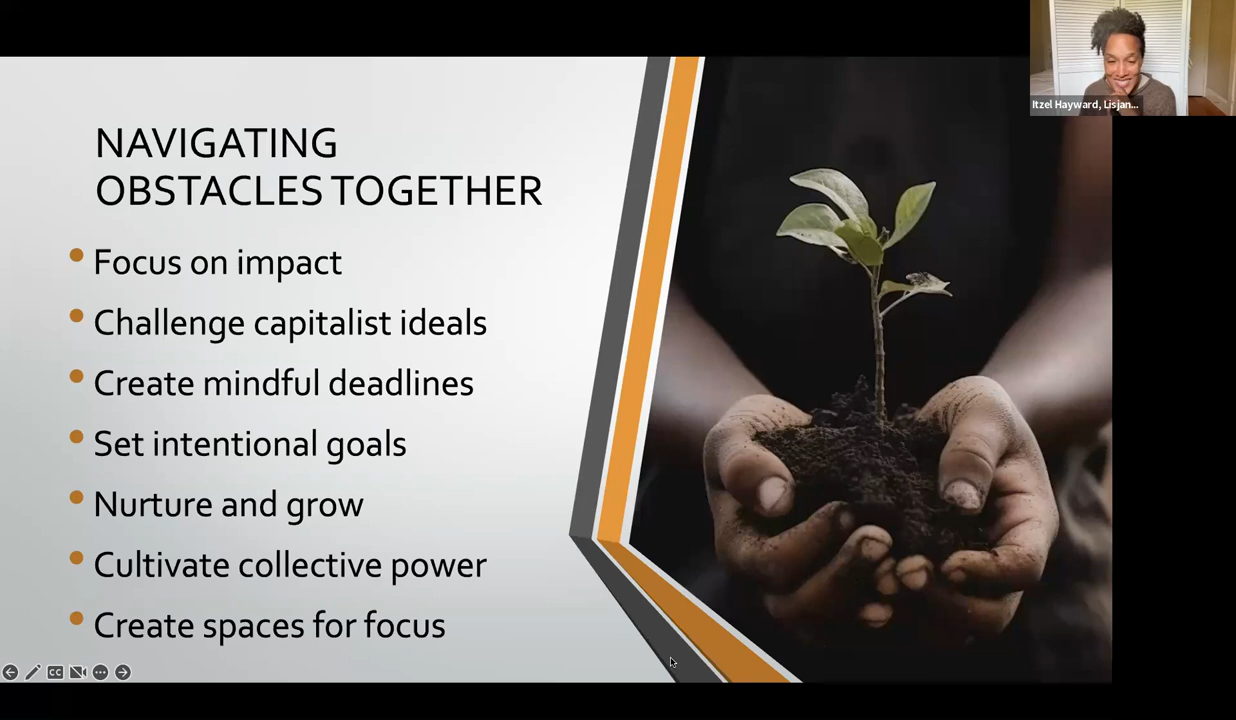 Itzel Hayward, Lisjan...
NAVIGATING
OBSTACLES TOGETHER
Focus on impact
Challenge capitalist ideals
Create mindful deadlines
Set intentional goals
Nurture and grow
Cultivate collective power
Create spaces for focus
CC